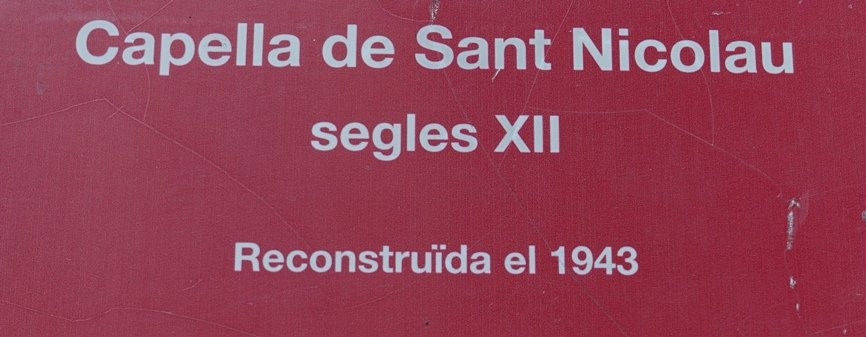 Capella de Sant Nicolau
segles XII
Reconstruïda el 1943